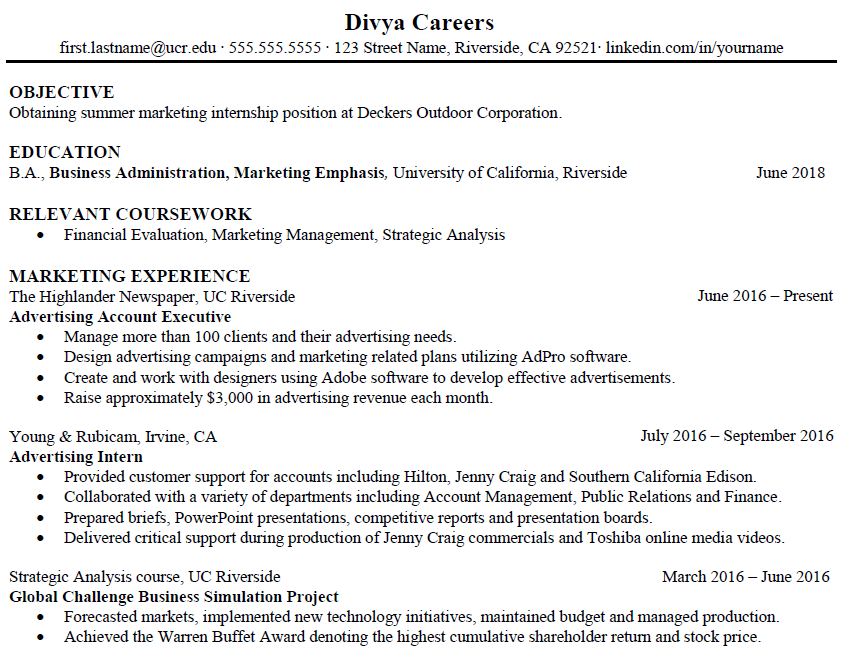 Divya Careers
first.lastname@ucr.edu · 555.555.5555 · 123 Street Name, Riverside, CA 92521· linkedin.com/in/yourname
OBJECTIVE
Obtaining summer marketing internship position at Deckers Outdoor Corporation.
EDUCATION
B.A., Business Administration, Marketing Emphasis, University of California, Riverside June 2018
RELEVANT COURSEWORK
• Financial Evaluation, Marketing Management, Strategic Analysis
MARKETING EXPERIENCE
The Highlander Newspaper, UC Riverside June 2016 – Present
Advertising Account Executive
• Manage more than 100 clients and their advertising needs.
• Design advertising campaigns and marketing related plans utilizing AdPro software.
• Create and work with designers using Adobe software to develop effective advertisements.
• Raise approximately $3,000 in advertising revenue each month.
Young & Rubicam, Irvine, CA July 2016 – September 2016
Advertising Intern
• Provided customer support for accounts including Hilton, Jenny Craig and Southern California Edison.
• Collaborated with a variety of departments including Account Management, Public Relations and Finance.
• Prepared briefs, PowerPoint presentations, competitive reports and presentation boards.
• Delivered critical support during production of Jenny Craig commercials and Toshiba online media videos.
Strategic Analysis course, UC Riverside March 2016 – June 2016
Global Challenge Business Simulation Project
• Forecasted markets, implemented new technology initiatives, maintained budget and managed production.
• Achieved the Warren Buffet Award denoting the highest cumulative shareholder return and stock price.